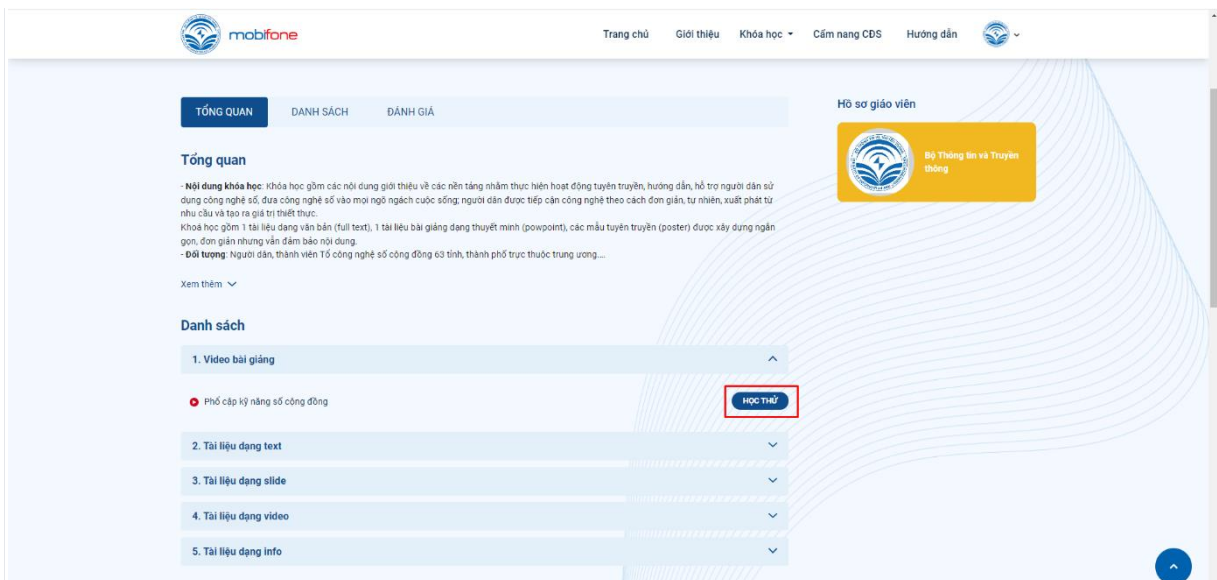 mobifone
Trang chủ
Giới thiệu
Khóa học
Cẩm nang CĐS
Hướng dẫn
TỔNG QUAN
DANH SÁCH
ĐÁNH GIÁ
Hồ sơ giáo viên
Bộ Thông tin và Truyền
thông
Tổng quan
- Nội dung khóa học: Khóa học gồm các nội dung giới thiệu về các nền tảng nhằm thực hiện hoạt động tuyên truyền, hướng dẫn, hỗ trợ người dân sử
dụng công nghệ số, đưa công nghệ số vào mọi ngõ ngách cuộc sống; người dân được tiếp cận công nghệ theo cách đơn giản, tự nhiên, xuất phát từ
nhu cầu và tạo ra giá trị thiết thực.
Khoá học gồm 1 tài liệu dạng văn bản (full text), 1 tài liệu bài giảng dạng thuyết minh (powpoint), các mẫu tuyên truyền (poster) được xây dựng ngắn
gọn, đơn giản nhưng vẫn đảm bảo nội dung.
- Đối tượng: Người dân, thành viên Tổ công nghệ số cộng đồng 63 tỉnh, thành phố trực thuộc trung ương....
Xem thêm
Danh sách
1. Video bài giảng
Phổ cập kỹ năng số cộng đồng
HỌC THỬ
2. Tài liệu dạng text
3. Tài liệu dạng slide
4. Tài liệu dạng video
5. Tài liệu dạng info